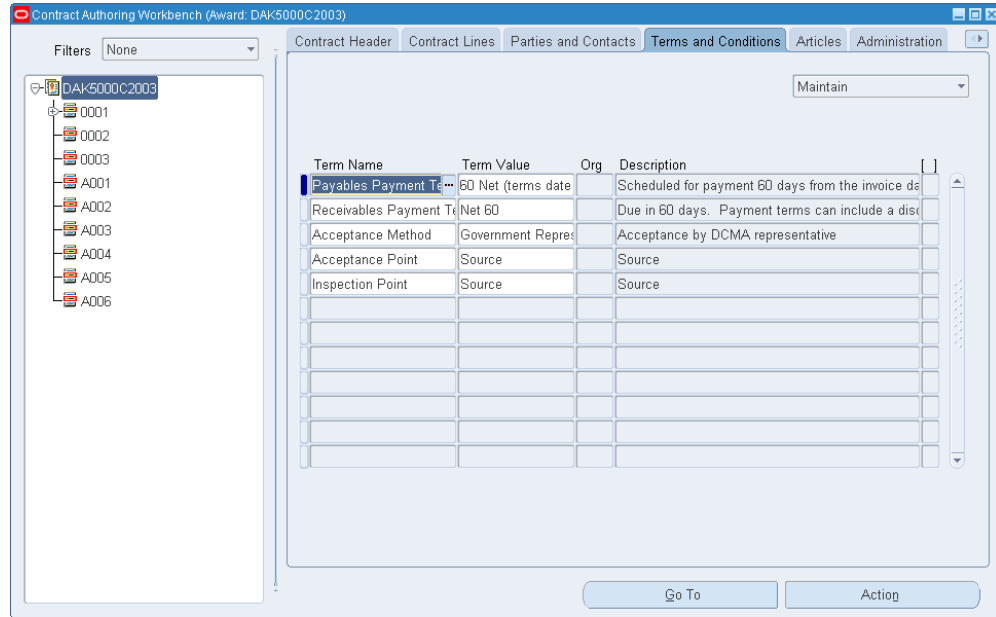 Contract Authoring Workbench (Award: DAK5000C2003)
Filters None
Contract Header Contract Lines Parties and Contacts Terms and Conditions Articles Administration
DAK5000C2003
0001
0002
0003
A001
A002
A003
A004
A005
A006
Maintain
Term Name Term Value Org Description [ ]
Payables Payment Te ... 60 Net (terms date Scheduled for payment 60 days from the invoice da
Receivables Payment Te Net 60 Due in 60 days. Payment terms can include a disc
Acceptance Method Government Repres Acceptance by DCMA representative
Acceptance Point Source Source
Inspection Point Source Source
Go To Action